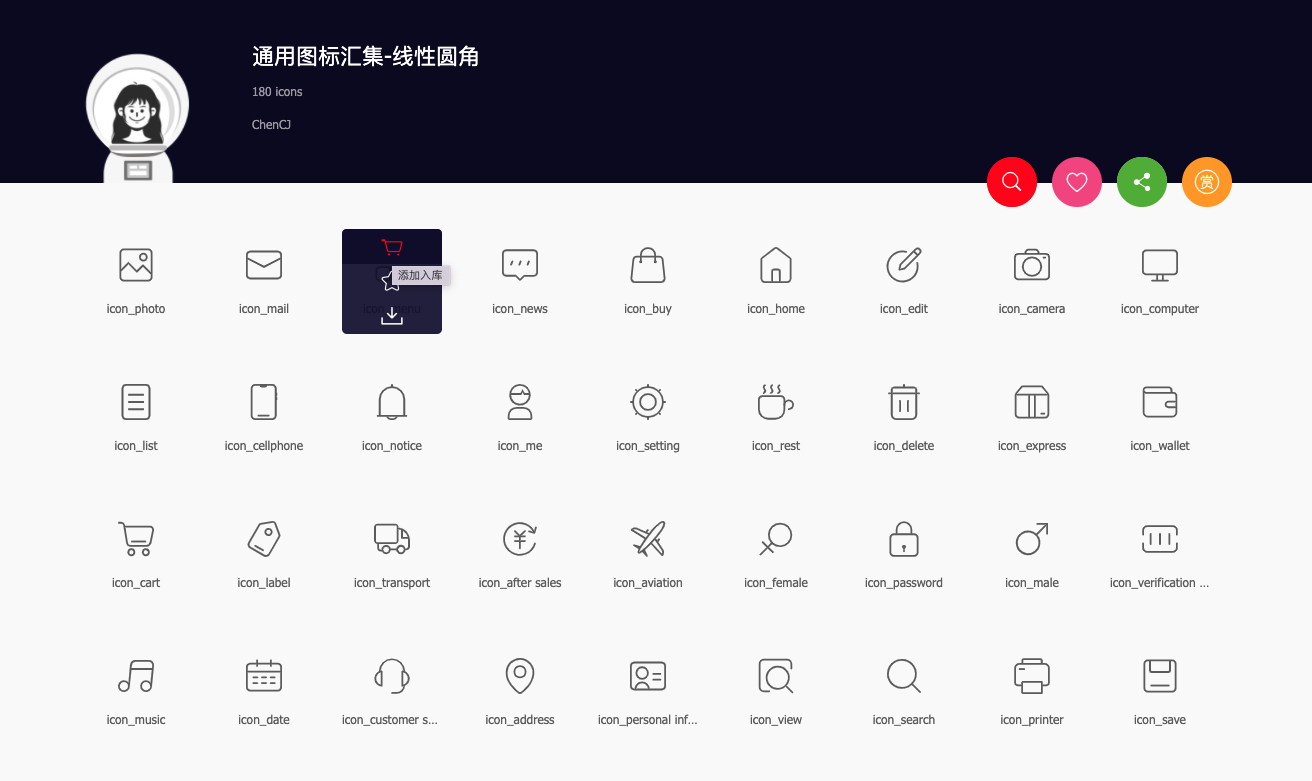 通用图标汇集-线性圆角
180 icons
ChenCJ
赏
添加入库
icon_photo
icon_mail
icon_menu
icon_news
icon_buy
icon_home
icon_edit
icon_camera
icon_computer
icon_list
icon_cellphone
icon_notice
icon_me
icon_setting
icon_rest
icon_delete
icon_express
icon_wallet
icon_cart
icon_label
icon_transport
icon_after sales
icon_aviation
icon_female
icon_password
icon_male
icon_verification ...
icon_music
icon_date
icon_customer s...
icon_address
icon_personal inf...
icon_view
icon_search
icon_printer
icon_save